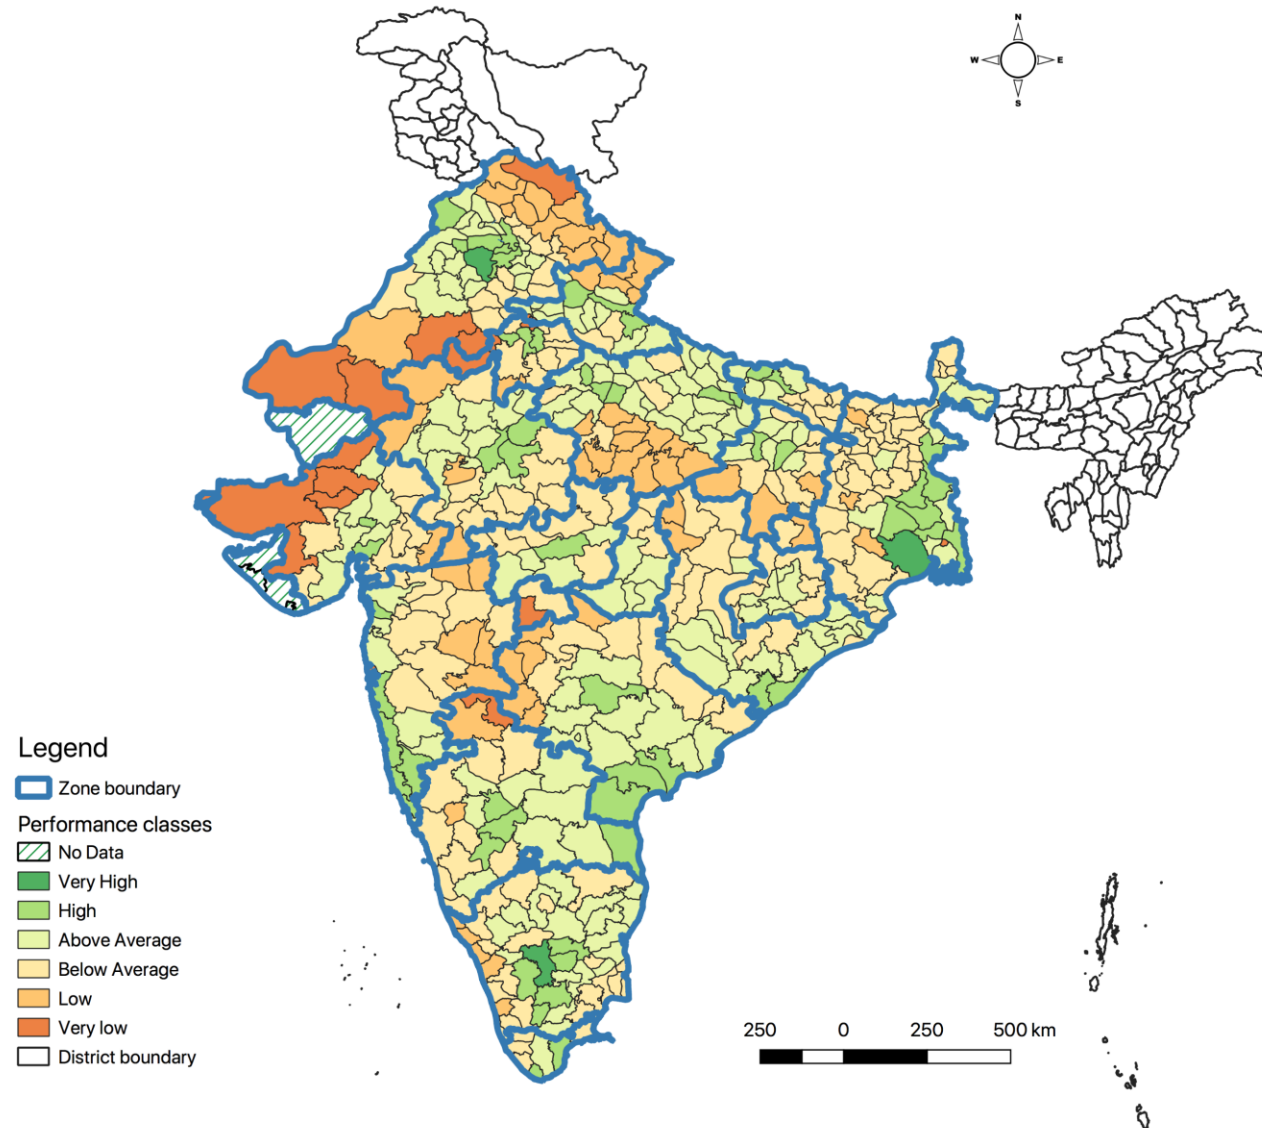 N
W E
S
Legend
Zone boundary
Performance classes
No Data
Very High
High
Above Average
Below Average
Low
Very low
District boundary
250 0 250 500 km